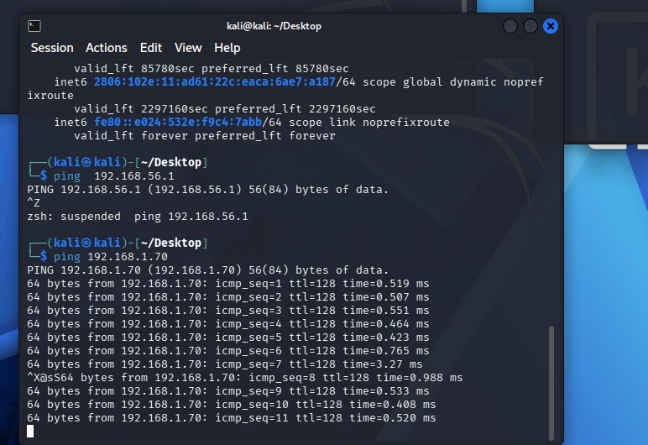 kali@kali: ~/Desktop
Session Actions Edit View Help
valid_lft 85780sec preferred_lft 85780sec
inet6 2806:102e:11:ad61:22c:eaca:6ae7:a187/64 scope global dynamic nopref
ixroute
valid_lft 2297160sec preferred_lft 2297160sec
inet6 fe80::e024:532e:f9c4:7abb/64 scope link noprefixroute
valid_lft forever preferred_lft forever
┌──(kali㉿kali)-[~/Desktop]
└─$ ping  192.168.56.1
PING 192.168.56.1 (192.168.56.1) 56(84) bytes of data.
^Z
zsh: suspended  ping 192.168.56.1
┌──(kali㉿kali)-[~/Desktop]
└─$ ping 192.168.1.70
PING 192.168.1.70 (192.168.1.70) 56(84) bytes of data.
64 bytes from 192.168.1.70: icmp_seq=1 ttl=128 time=0.519 ms
64 bytes from 192.168.1.70: icmp_seq=2 ttl=128 time=0.507 ms
64 bytes from 192.168.1.70: icmp_seq=3 ttl=128 time=0.551 ms
64 bytes from 192.168.1.70: icmp_seq=4 ttl=128 time=0.464 ms
64 bytes from 192.168.1.70: icmp_seq=5 ttl=128 time=0.423 ms
64 bytes from 192.168.1.70: icmp_seq=6 ttl=128 time=0.765 ms
64 bytes from 192.168.1.70: icmp_seq=7 ttl=128 time=3.27 ms
^X@sS64 bytes from 192.168.1.70: icmp_seq=8 ttl=128 time=0.988 ms
64 bytes from 192.168.1.70: icmp_seq=9 ttl=128 time=0.533 ms
64 bytes from 192.168.1.70: icmp_seq=10 ttl=128 time=0.408 ms
64 bytes from 192.168.1.70: icmp_seq=11 ttl=128 time=0.520 ms